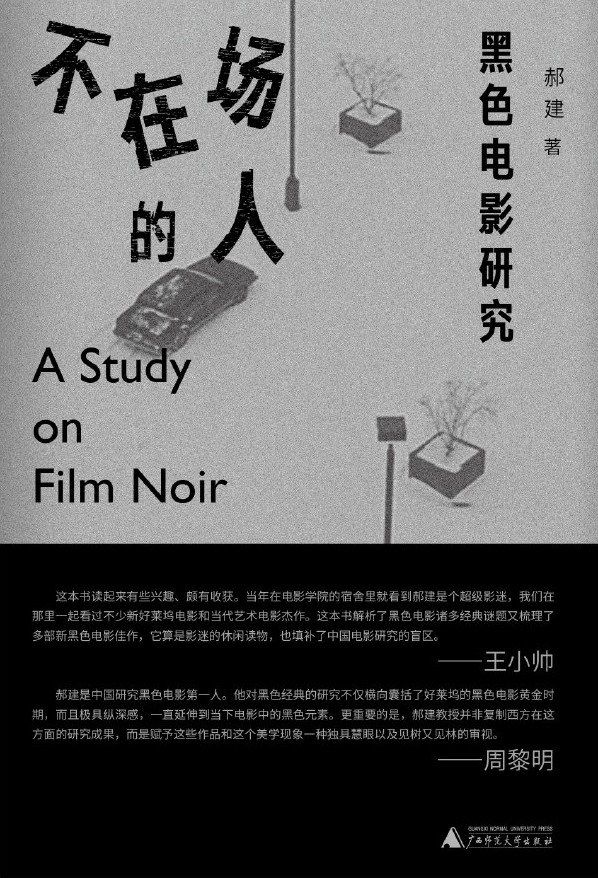 不在场的人
黑色电影研究
郝建 著
A Study
on
Film Noir
这本书读起来有些兴趣、颇有收获。当年在电影学院的宿舍里就看到郝建是个超级影迷，我们在
那里一起看过不少新好莱坞电影和当代艺术电影杰作。这本书解析了黑色电影诸多经典谜题又梳理了
多部新黑色电影佳作，它算是影迷的休闲读物，也填补了中国电影研究的盲区。
——王小帅
郝建是中国研究黑色电影第一人。他对黑色经典的研究不仅横向囊括了好莱坞的黑色电影黄金时
期，而且极具纵深感，一直延伸到当下电影中的黑色元素。更重要的是，郝建教授并非复制西方在这
方面的研究成果，而是赋予这些作品和这个美学现象一种独具慧眼以及见树又见林的审视。
——周黎明
GUANGXI NORMAL UNIVERSITY PRESS
广西师范大学出版社